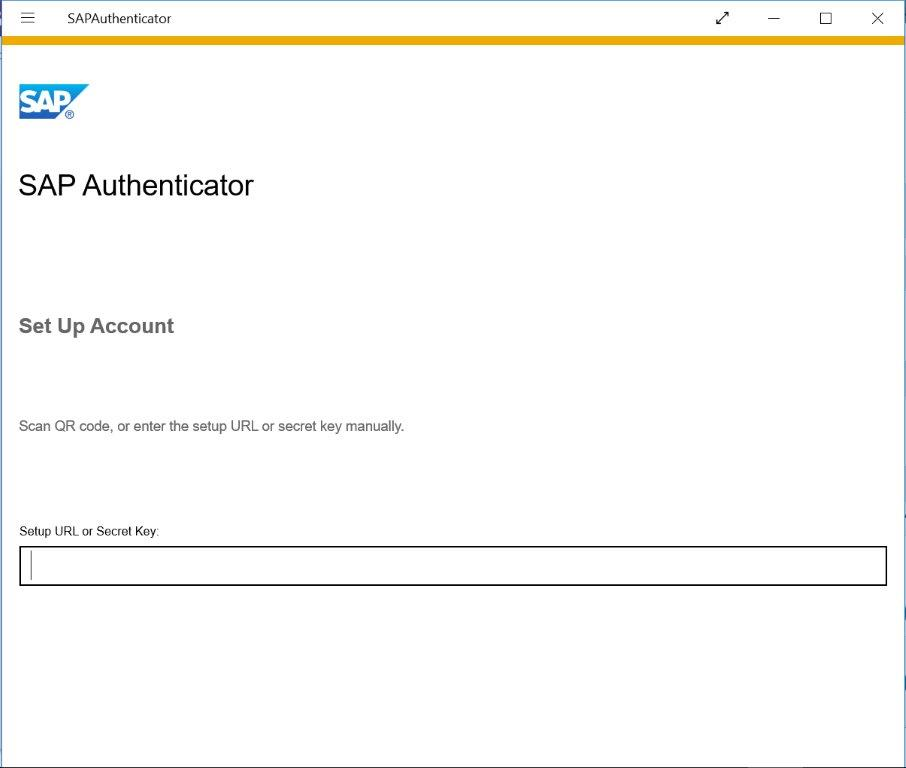 SAPAuthenticator
SAP®
SAP Authenticator
Set Up Account
Scan QR code, or enter the setup URL or secret key manually.
Setup URL or Secret Key: